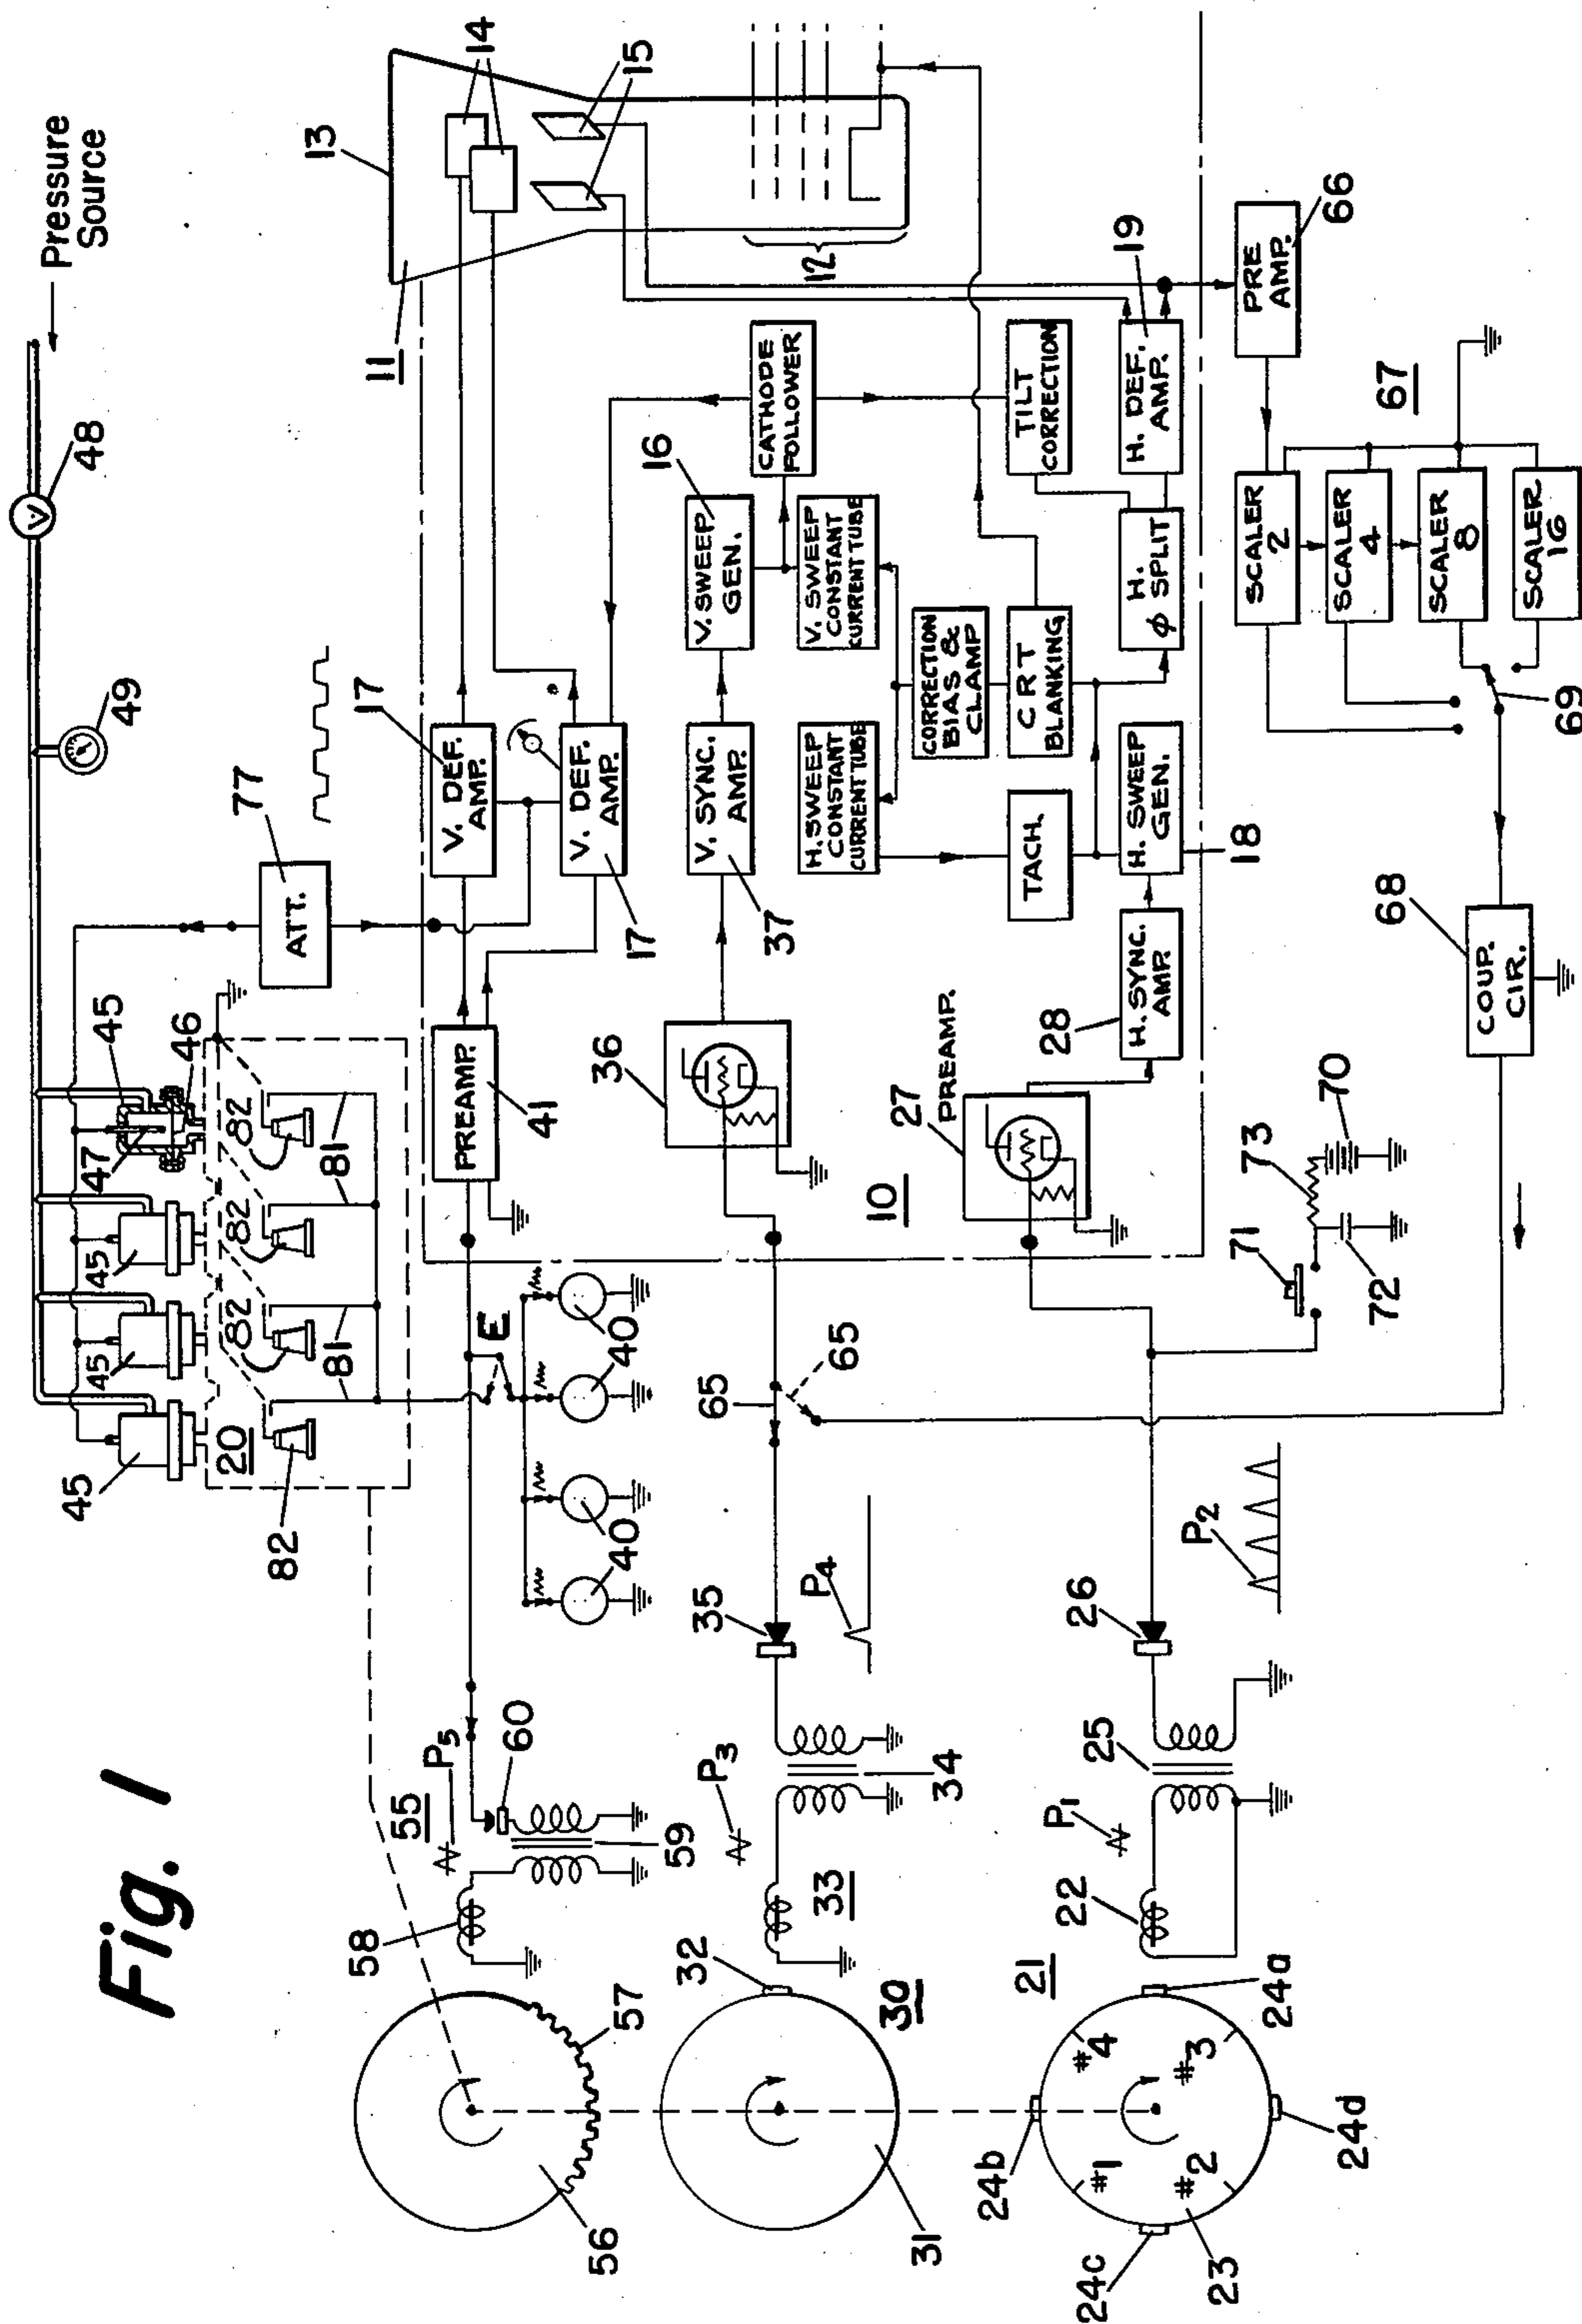 Fig. 1
Pressure
Source
48
V
49
13
14
15
11
12
77
ATT.
17
V. DEF.
AMP.
V. DEF.
AMP.
17
45
46
47
45
45
45
20
82
82
82
82
81
81
81
PREAMP.
41
36
V. SYNC.
AMP.
37
16
V. SWEEP
GEN.
V. SWEEP
CONSTANT
CURRENT TUBE
CATHODE
FOLLOWER
H. SWEEP
CONSTANT
CURRENT TUBE
CORRECTION
BIAS &
CLAMP
CRT
BLANKING
TACH.
TILT
CORRECTION
H. DEF.
AMP.
19
H.
φ SPLIT
H. SWEEP
GEN.
18
H. SYNC.
AMP.
28
27
PREAMP.
10
PRE
AMP.
66
67
SCALER
2
SCALER
4
SCALER
8
SCALER
16
69
68
COUP.
CIR.
70
71
72
73
E
40
40
65
65
55
P5
60
58
59
57
56
35
P4
P3
34
33
32
30
31
26
P2
25
P1
22
21
24a
24b
24c
24d
23
#1
#2
#3
#4